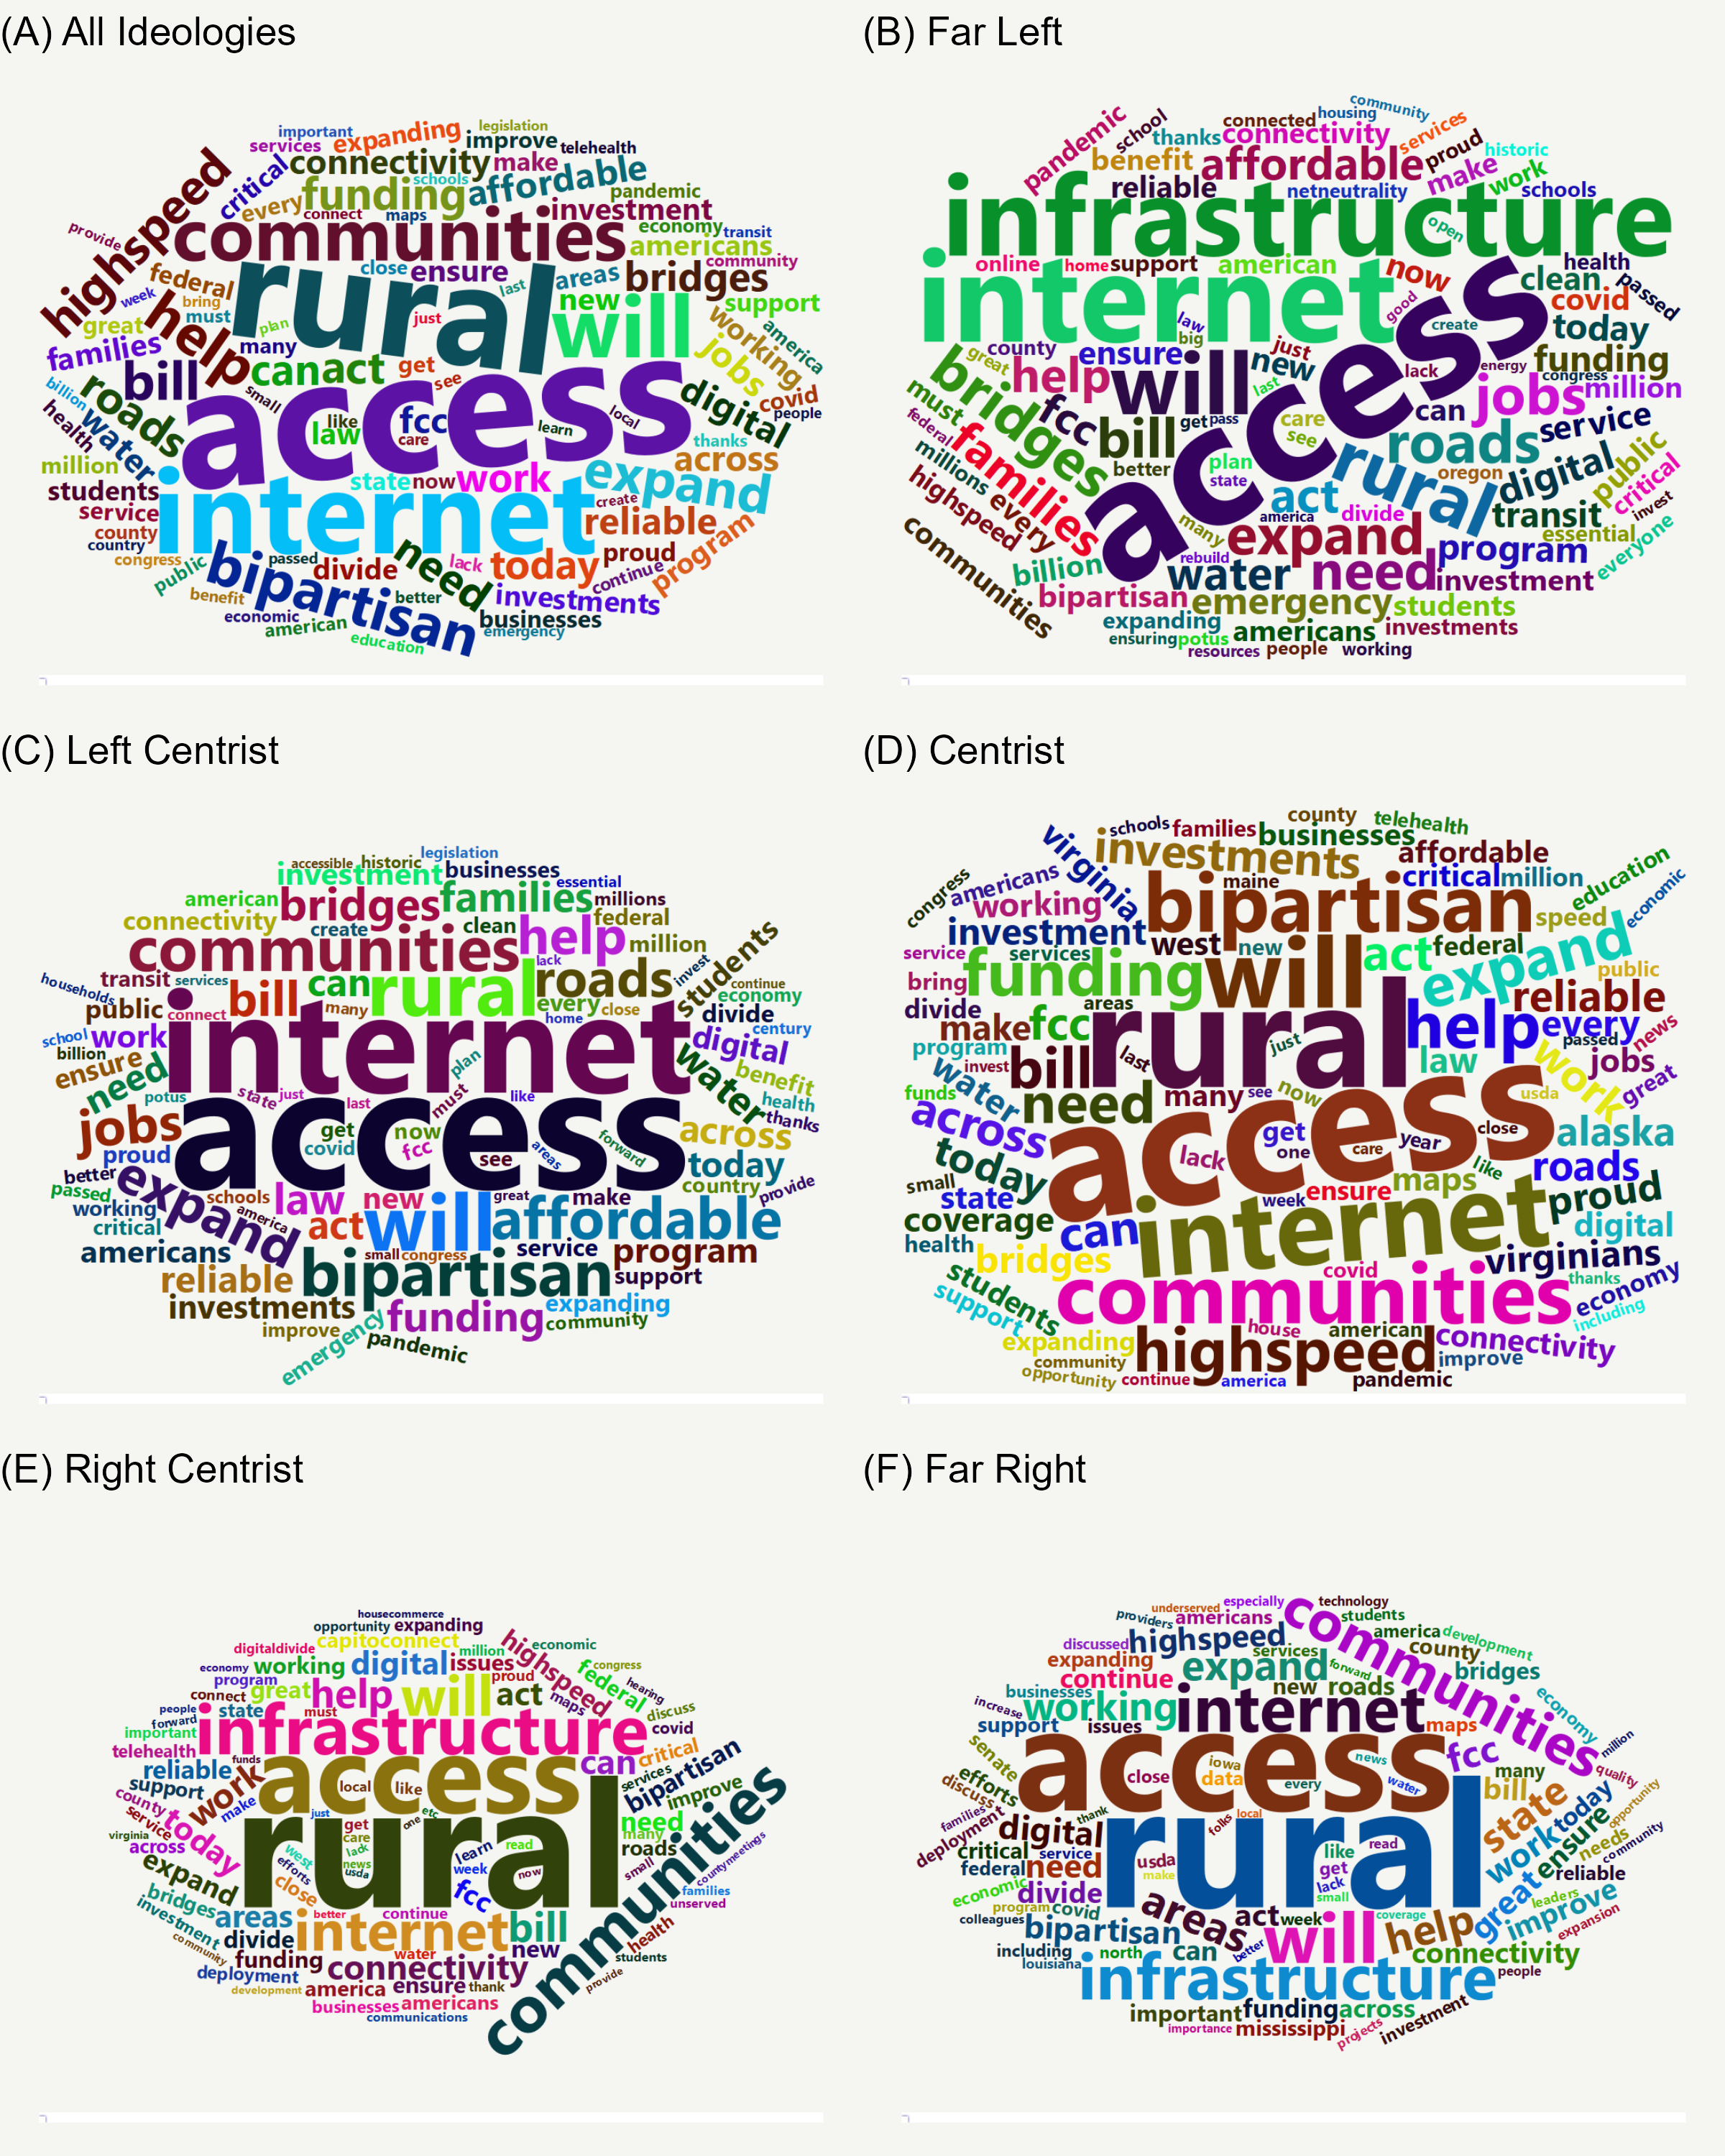 (A) All Ideologies
important
expanding
legislation
services
improve
telehealth
critical
connectivity
make
highspeed
schools
affordable
every
funding
pandemic
connect
maps
investment
provide
communities
economy
transit
americans
close
ensure
areas
bridges
community
federal
rural
last
week
bring
new
support
must
help
just
will
great
plan
working
america
families
many
can
act
get
jobs
bill
see
billion
roads
small
access
digital
covid
people
health
water
like
fcc
local
law
care
learn
thanks
million
across
state
now
work
expand
students
internet
create
service
reliable
county
country
program
congress
passed
need
lack
today
proud
public
divide
continue
bipartisan
benefit
better
investments
economic
businesses
american
emergency
education
(B) Far Left
community
pandemic
school
connected
housing
services
thanks
connectivity
proud
historic
benefit
affordable
make
work
reliable
netneutrality
schools
infrastructure
open
online
home
support
american
now
health
internet
clean
passed
good
covid
law
create
today
big
county
ensure
just
great
will
new
energy
funding
help
lack
congress
bridges
last
access
jobs
million
must
fcc
care
can
federal
get
pass
see
service
families
bill
roads
better
plan
rural
public
millions
state
oregon
digital
critical
highspeed
every
act
america
divide
transit
invest
many
essential
communities
expand
rebuild
program
everyone
billion
water
need
investment
bipartisan
emergency
students
expanding
ensuring
potus
americans
investments
resources
people
working
(C) Left Centrist
legislation
accessible
historic
investment
businesses
essential
american
bridges
families
millions
connectivity
create
clean
federal
communities
help
million
lack
students
transit
services
can
rural
roads
invest
continue
households
bill
every
economy
public
connect
many
home
close
divide
school
work
internet
century
billion
digital
ensure
plan
water
benefit
need
potus
state
just
last
must
like
health
jobs
access
thanks
get
now
across
proud
covid
fcc
see
areas
forward
today
better
expand
country
passed
schools
law
new
great
make
provide
working
america
critical
act
will
affordable
americans
small
congress
service
program
reliable
bipartisan
support
investments
funding
expanding
improve
emergency
community
pandemic
(D) Centrist
county
telehealth
virginia
schools
families
businesses
investments
affordable
education
congress
americans
maine
critical
million
economic
working
bipartisan
speed
investment
west
new
act
federal
expand
service
services
funding
will
public
bring
areas
reliable
divide
make
fcc
rural
help
every
news
program
last
just
passed
invest
bill
law
work
jobs
water
funds
need
many
see
now
usda
great
across
access
get
year
close
alaska
one
care
today
lack
like
roads
small
state
week
ensure
maps
proud
coverage
can
internet
digital
health
bridges
virginians
students
covid
thanks
economy
support
communities
including
house
american
expanding
highspeed
connectivity
community
improve
opportunity
continue
america
pandemic
(E) Right Centrist
housecommerce
opportunity
expanding
capitoconnect
highspeed
economic
digitaldivide
million
economy
working
digital
issues
federal
congress
program
proud
hearing
connect
great
help
will
act
maps
people
state
must
discuss
forward
infrastructure
covid
important
telehealth
funds
access
can
critical
reliable
local
like
services
bipartisan
support
work
county
make
improve
service
today
just
rural
etc
one
need
communities
virginia
get
care
many
across
lack
learn
read
roads
west
news
week
small
countymeetings
expand
efforts
usda
now
close
fcc
families
bridges
unserved
investment
areas
better
continue
internet
bill
health
community
divide
new
funding
water
students
deployment
connectivity
provide
development
america
ensure
thank
businesses
americans
communications
(F) Far Right
especially
technology
underserved
communities
providers
americans
students
america
development
discussed
highspeed
services
county
expanding
expand
forward
bridges
continue
new
roads
businesses
economy
increase
working
internet
support
issues
maps
million
senate
access
fcc
iowa
news
many
quality
efforts
close
data
every
water
bill
discuss
state
today
opportunity
families
thank
folks
local
deployment
digital
rural
work
ensure
needs
community
critical
service
like
read
federal
need
usda
get
reliable
make
lack
economic
divide
small
great
leaders
improve
program
covid
areas
act
week
coverage
colleagues
bipartisan
will
help
expansion
including
north
can
better
connectivity
louisiana
infrastructure
people
important
funding
across
investment
importance
mississippi
projects